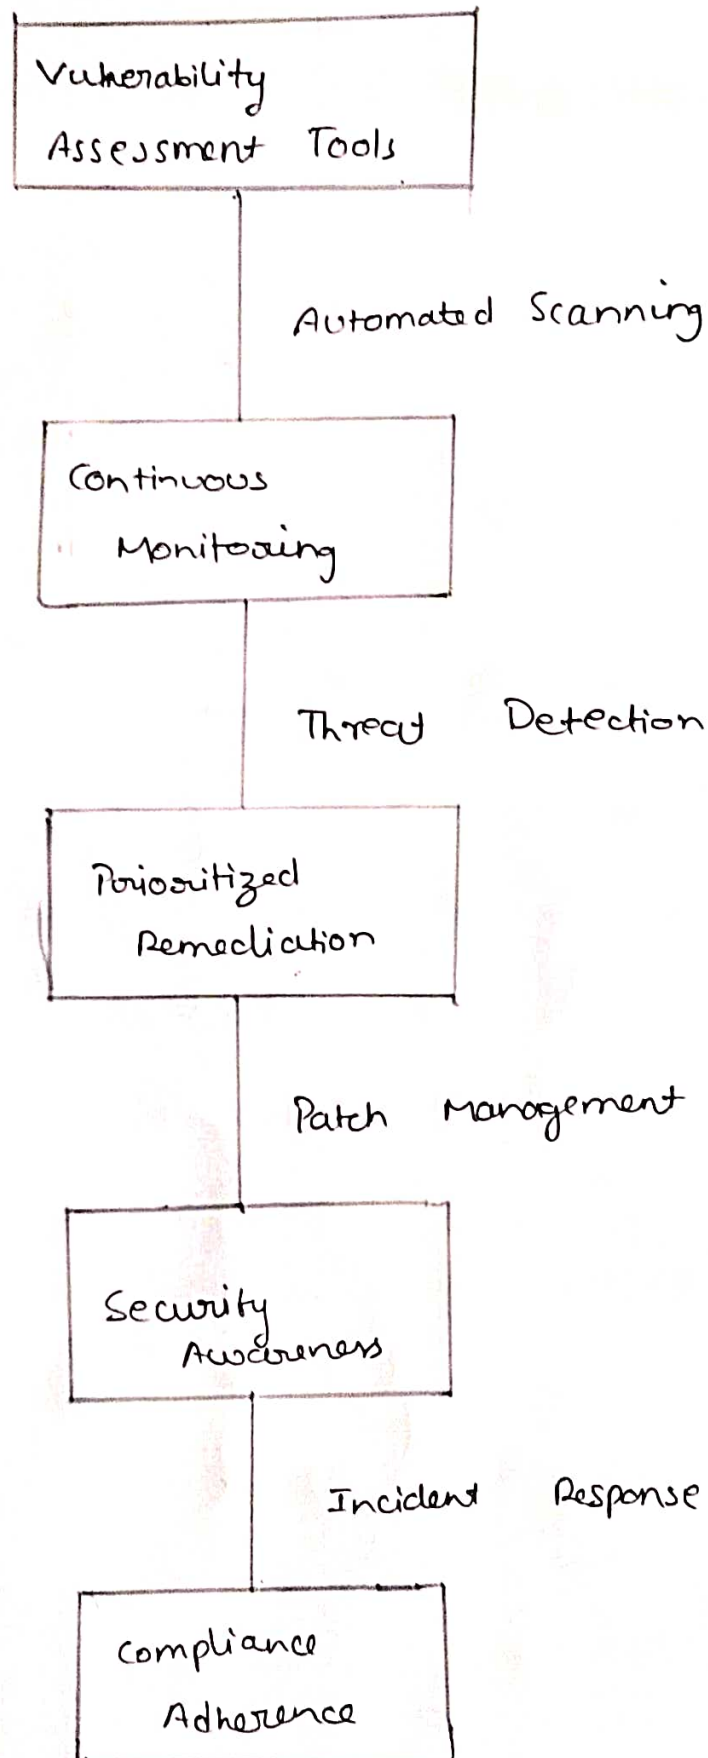 Vulnerability
Assessment Tools
Automated Scanning
Continuous
Monitoring
Threat Detection
Prioritized
Remediation
Patch Management
Security
Awareness
Incident Response
Compliance
Adherence